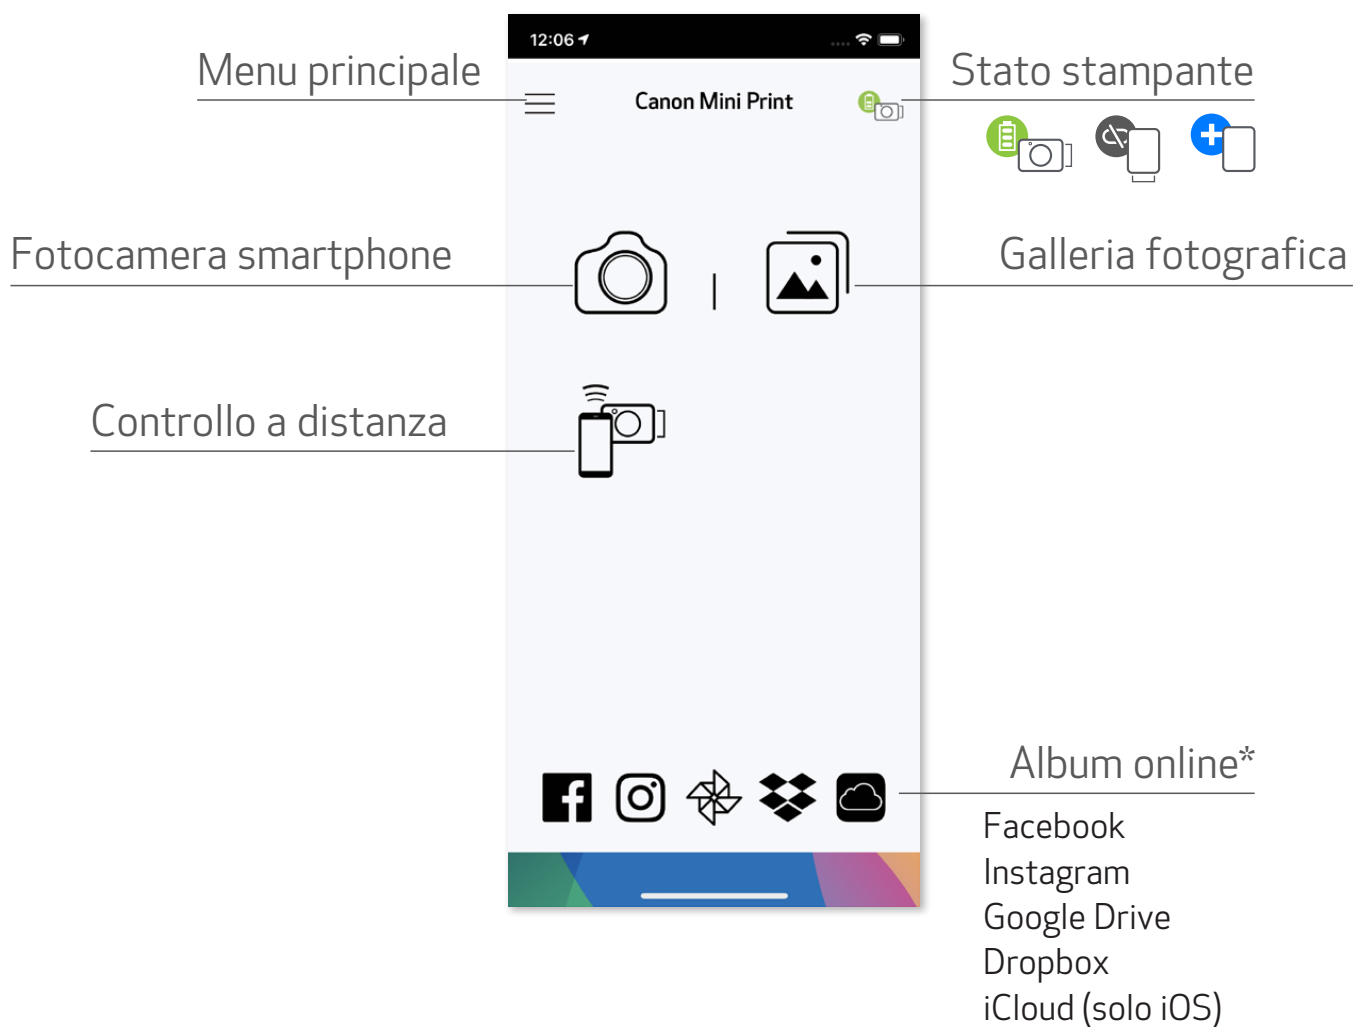 12:06
Menu principale
Canon Mini Print
Stato stampante
Fotocamera smartphone
Galleria fotografica
Controllo a distanza
Album online*
Facebook
Instagram
Google Drive
Dropbox
iCloud (solo iOS)